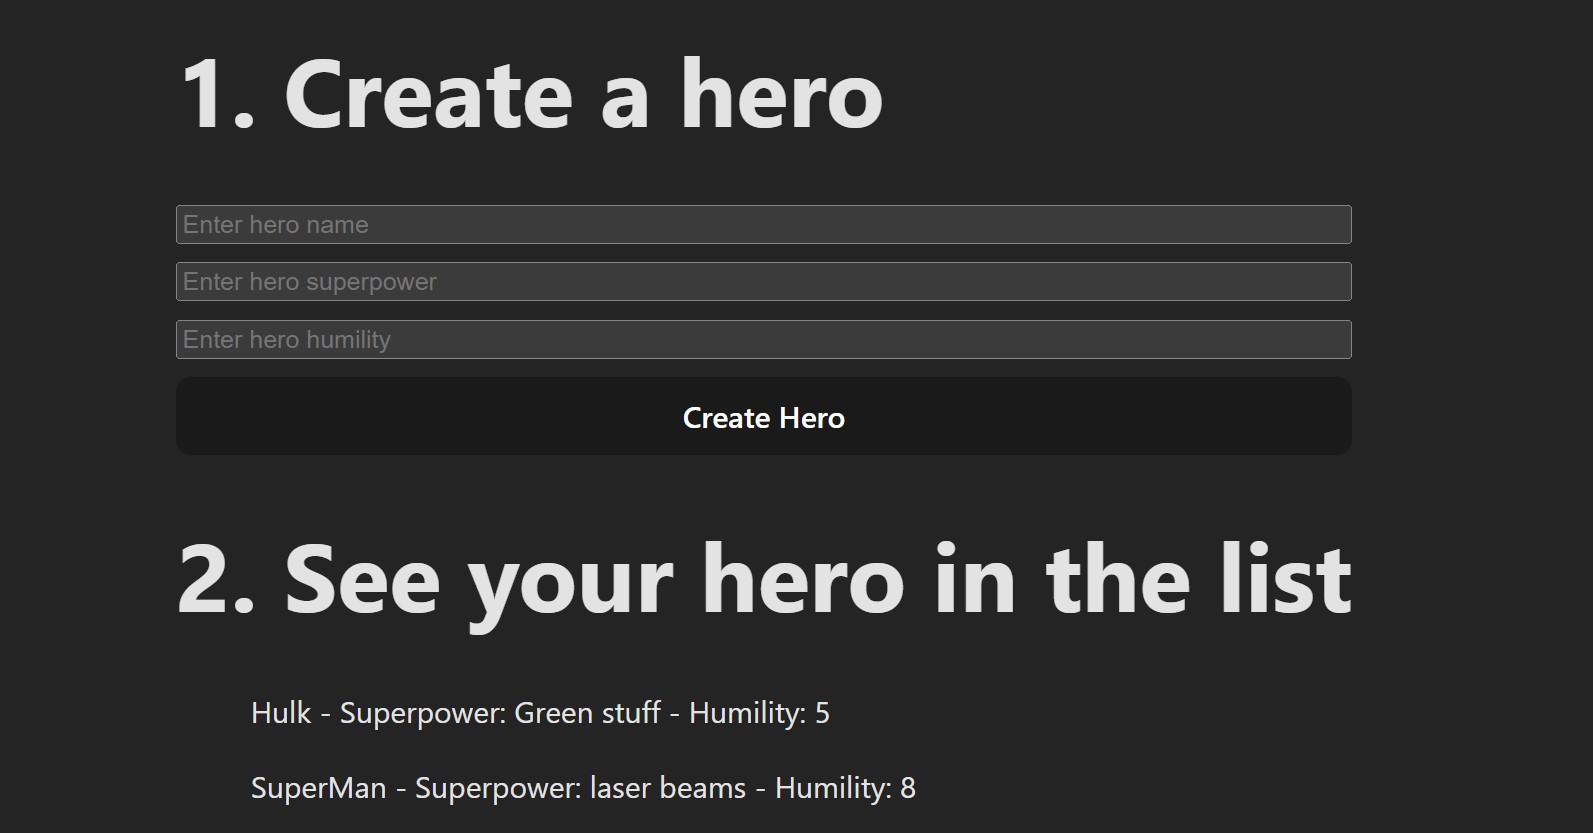 1. Create a hero
Enter hero name
Enter hero superpower
Enter hero humility
Create Hero
2. See your hero in the list
Hulk - Superpower: Green stuff - Humility: 5
SuperMan - Superpower: laser beams - Humility: 8